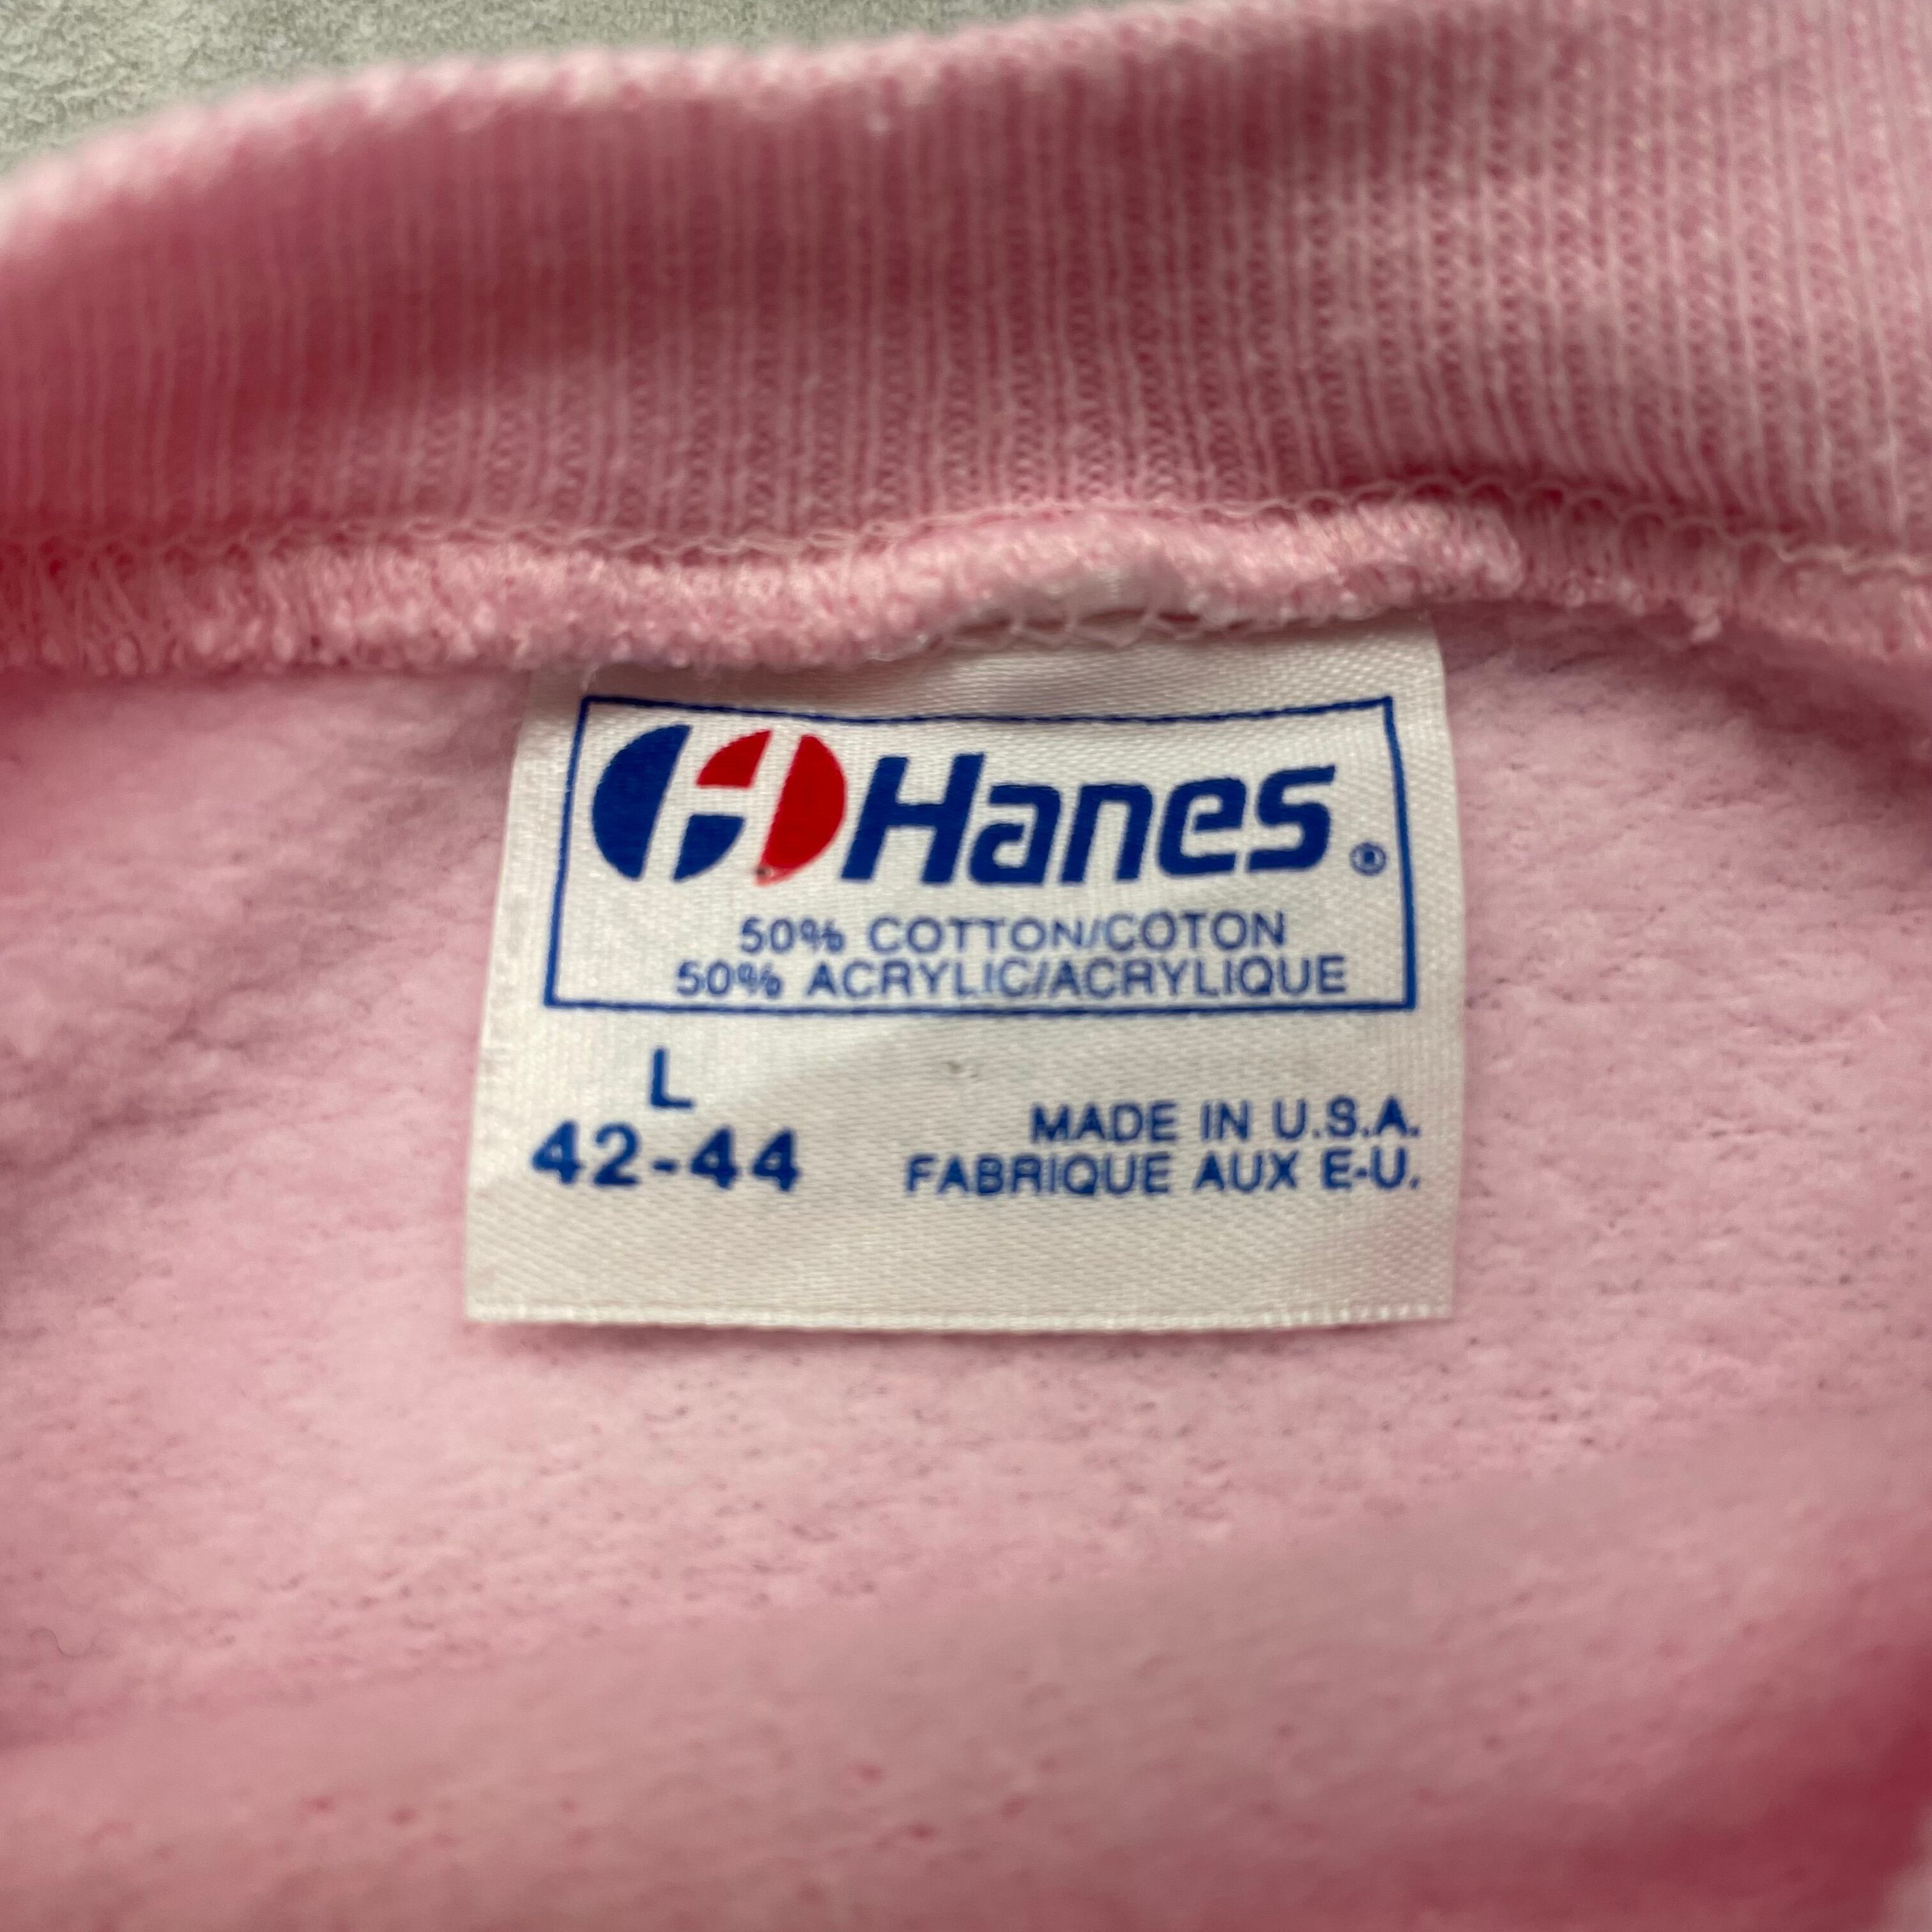 Hanes®
50% COTTON/COTON
50% ACRYLIC/ACRYLIQUE
L
42-44
MADE IN U.S.A.
FABRIQUE AUX E-U.